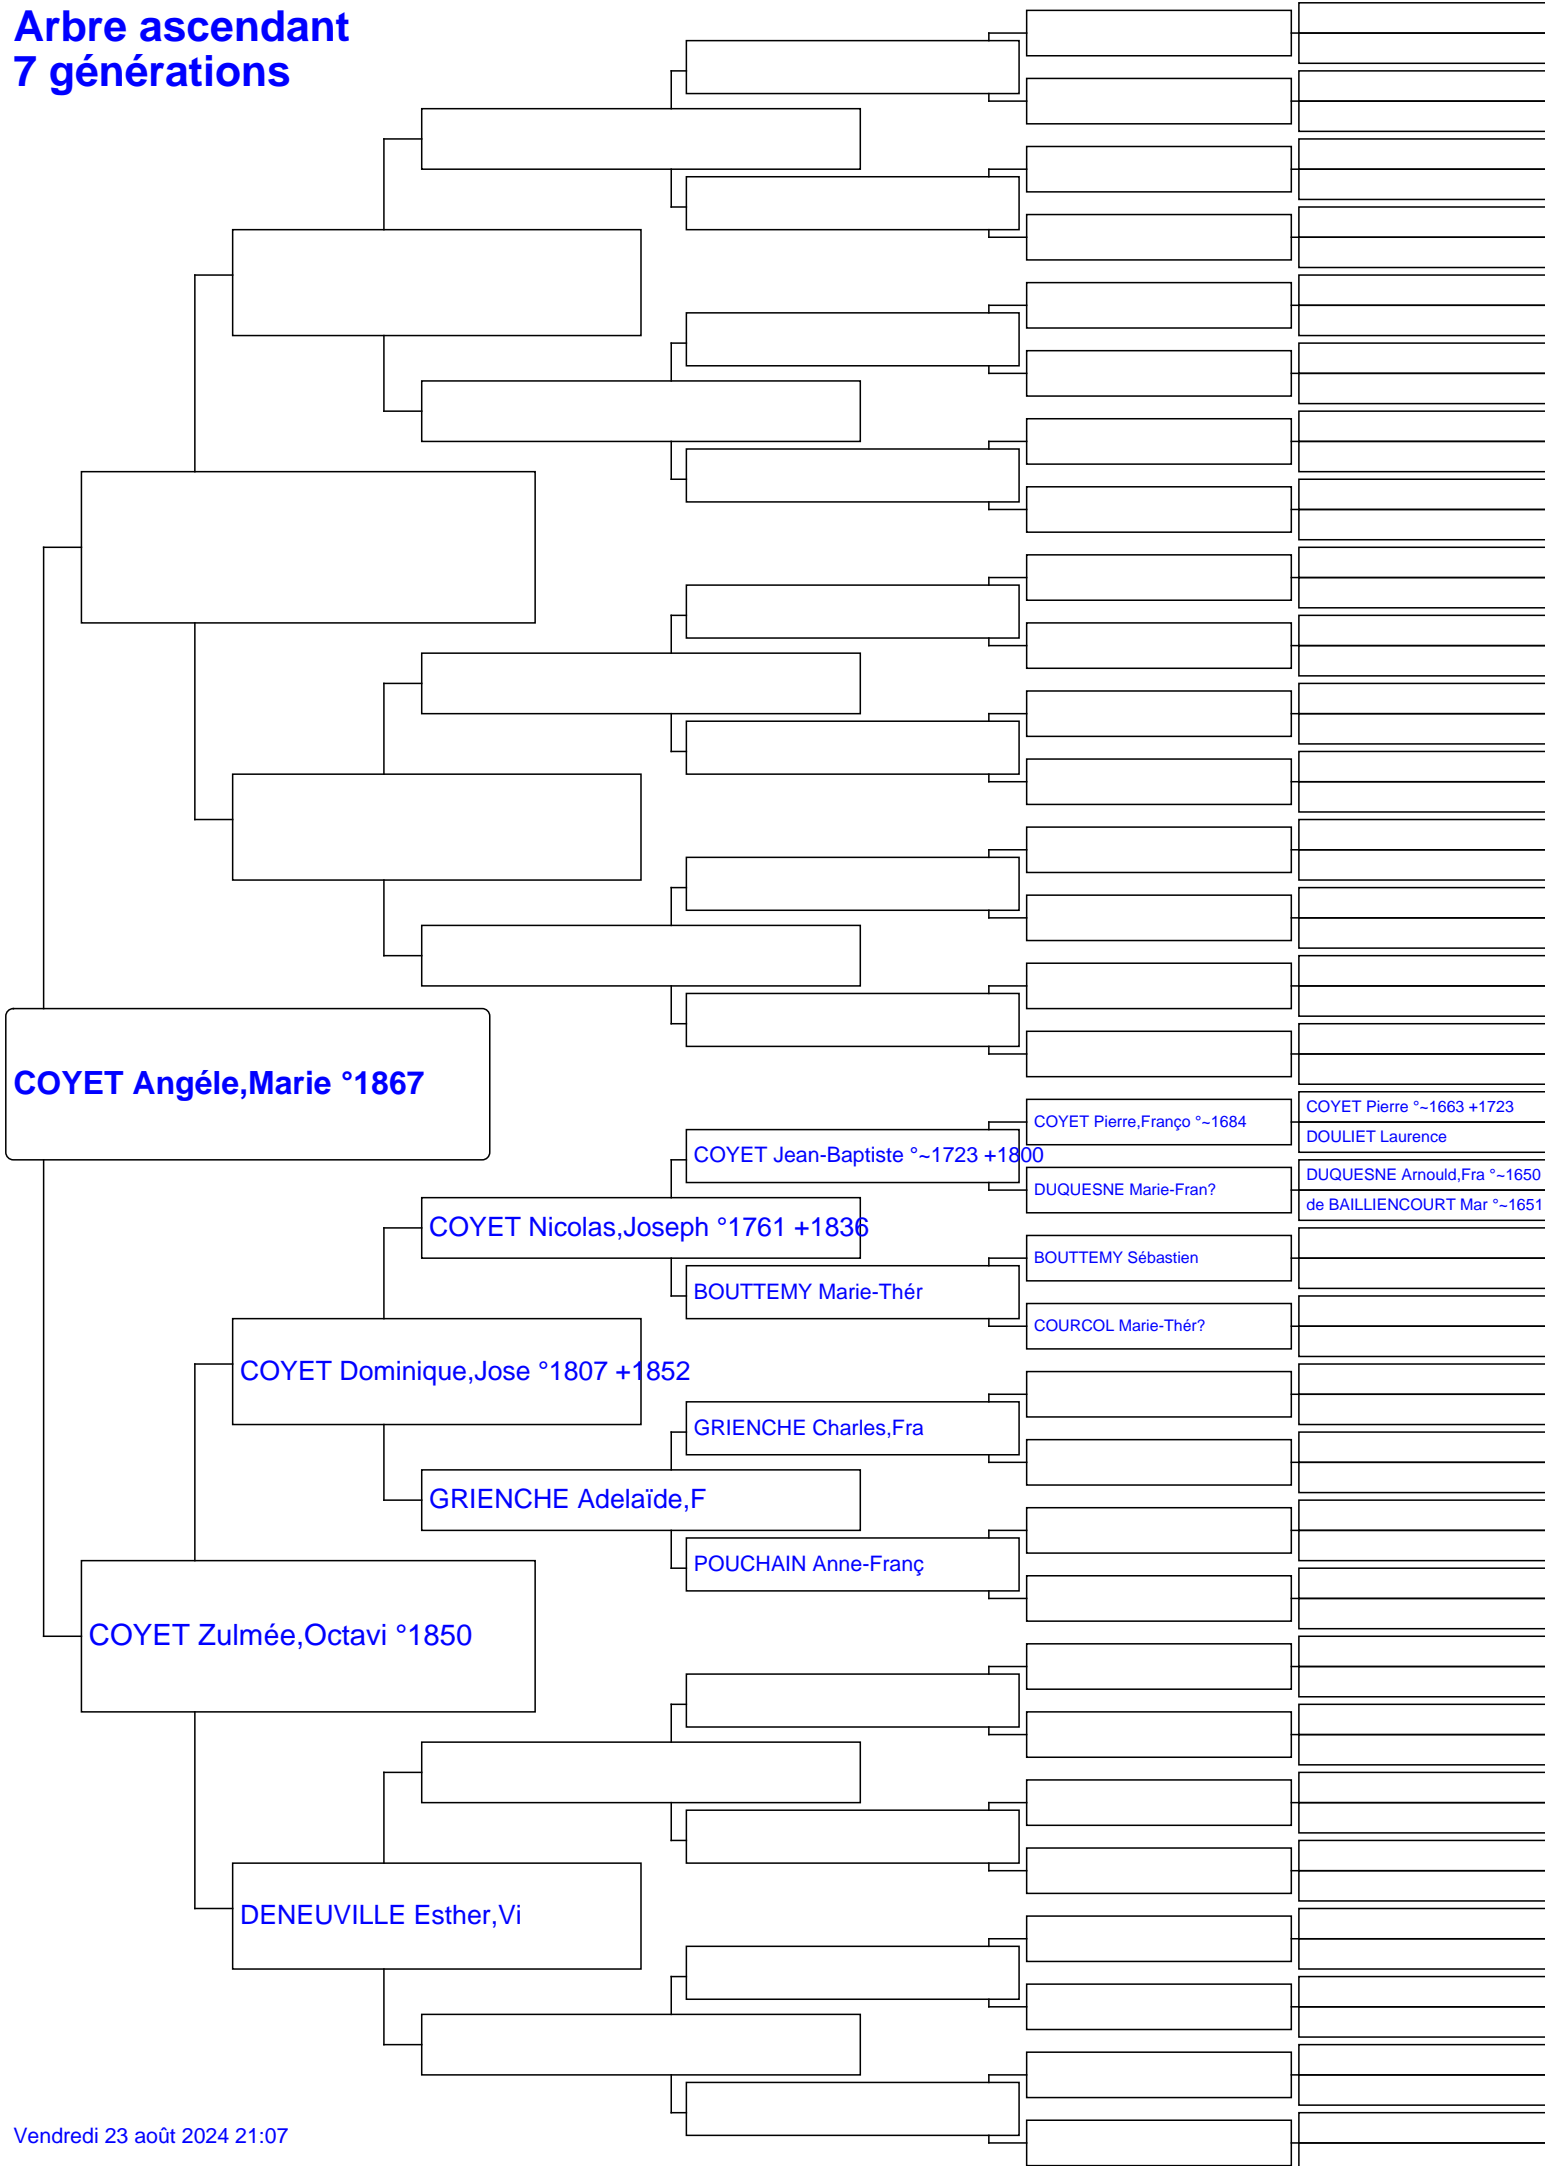 Arbre ascendant
7 générations
COYET Angéle,Marie °1867
COYET Pierre,Franço °~1684
COYET Pierre °~1663 +1723
DOULIET Laurence
COYET Jean-Baptiste °~1723 +1800
DUQUESNE Marie-Fran?
DUQUESNE Arnould,Fra °~1650
de BAILLIENCOURT Mar °~1651
COYET Nicolas,Joseph °1761 +1836
BOUTTEMY Sébastien
BOUTTEMY Marie-Thér
COURCOL Marie-Thér?
COYET Dominique,Jose °1807 +1852
GRIENCHE Charles,Fra
GRIENCHE Adelaïde,F
POUCHAIN Anne-Franç
COYET Zulmée,Octavi °1850
DENEUVILLE Esther,Vi
Vendredi 23 août 2024 21:07